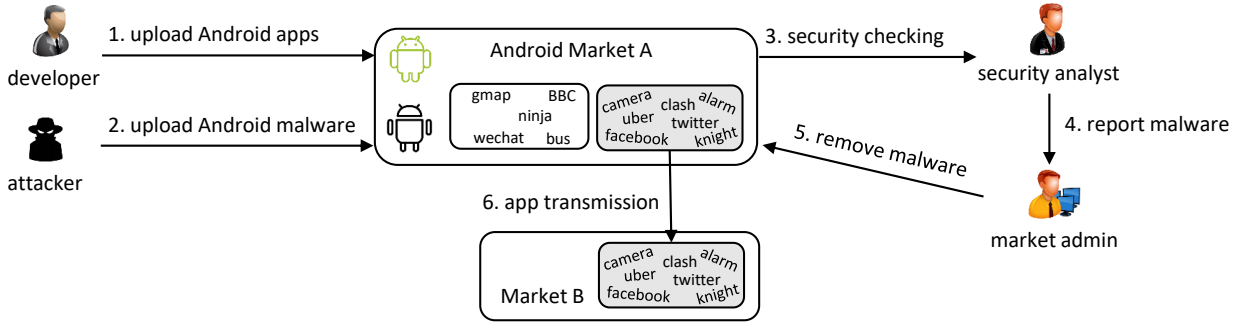 1. upload Android apps
developer
2. upload Android malware
attacker
Android Market A
gmap BBC
ninja
wechat bus
camera clash alarm
uber twitter
facebook knight
3. security checking
security analyst
4. report malware
5. remove malware
market admin
6. app transmission
Market B
camera clash alarm
uber twitter
facebook knight